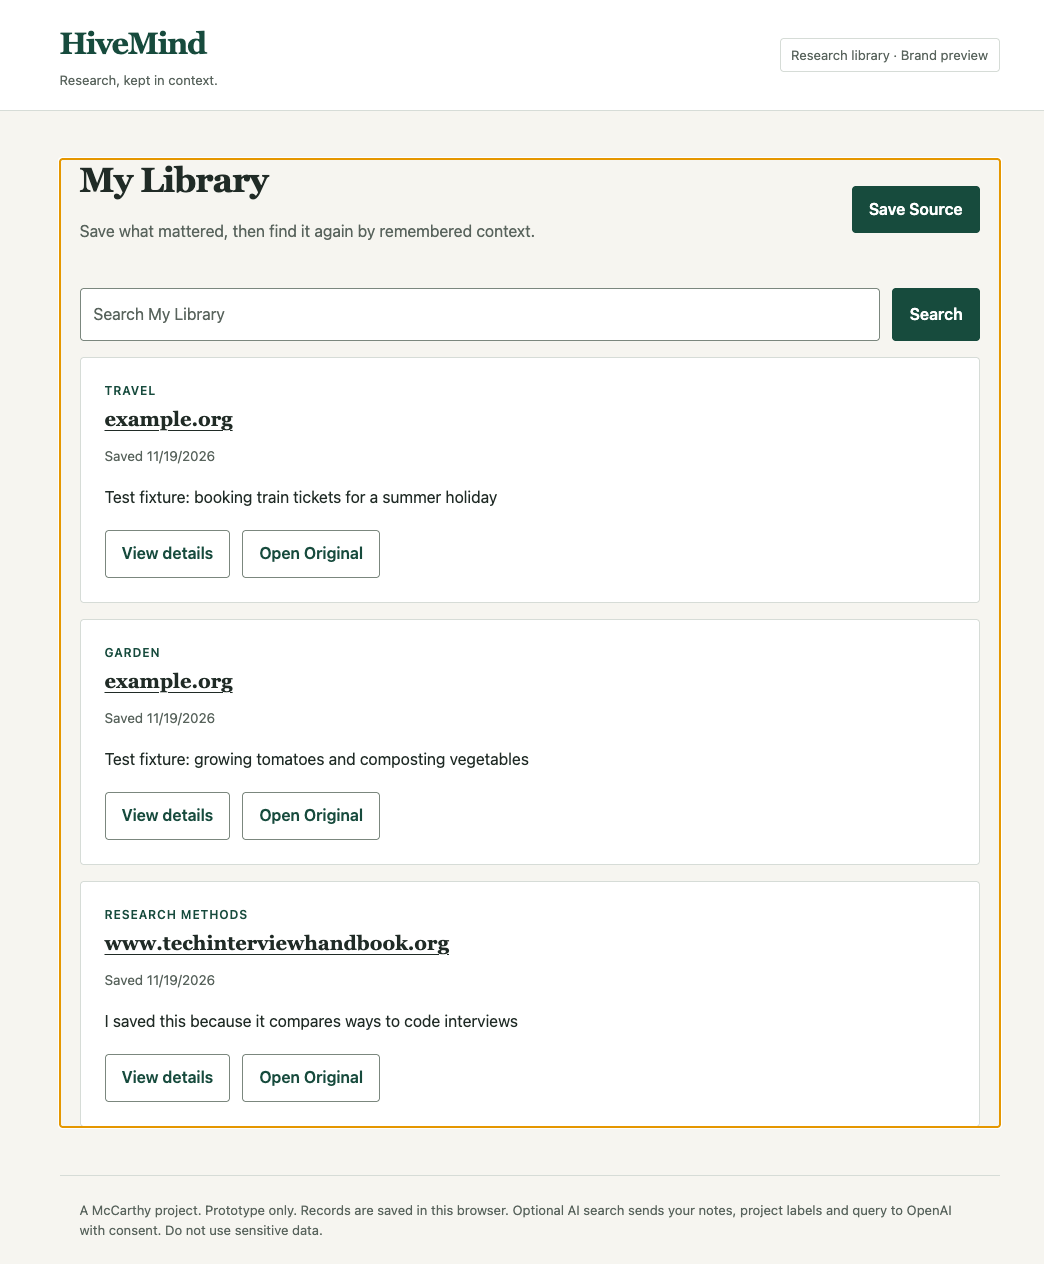 HiveMind
Research, kept in context.
Research library · Brand preview
My Library
Save what mattered, then find it again by remembered context.
Save Source
Search My Library
Search
TRAVEL
example.org
Saved 11/19/2026
Test fixture: booking train tickets for a summer holiday
View details
Open Original
GARDEN
example.org
Saved 11/19/2026
Test fixture: growing tomatoes and composting vegetables
View details
Open Original
RESEARCH METHODS
www.techinterviewhandbook.org
Saved 11/19/2026
I saved this because it compares ways to code interviews
View details
Open Original
A McCarthy project. Prototype only. Records are saved in this browser. Optional AI search sends your notes, project labels and query to OpenAI
with consent. Do not use sensitive data.